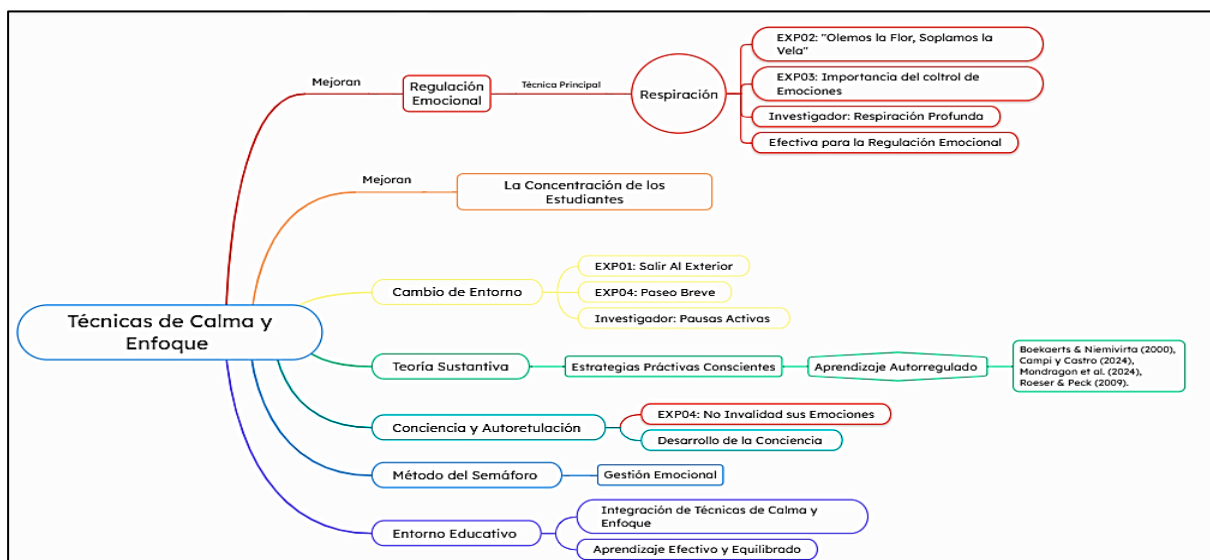 Mejoran
Regulación
Emocional
Técnica Principal
Respiración
EXP02: "Olemos la Flor, Soplamos la
Vela"
EXP03: Importancia del coltrol de
Emociones
Investigador: Respiración Profunda
Efectiva para la Regulación Emocional
Mejoran
La Concentración de los
Estudiantes
Técnicas de Calma y
Enfoque
Cambio de Entorno
EXP01: Salir Al Exterior
EXP04: Paseo Breve
Investigador: Pausas Activas
Teoría Sustantiva
Estrategias Práctivas Conscientes
Aprendizaje Autorregulado
Boekaerts & Niemivirta (2000),
Campi y Castro (2024),
Mondragon et al. (2024),
Roeser & Peck (2009).
Conciencia y Autoretulación
EXP04: No Invalidad sus Emociones
Desarrollo de la Conciencia
Método del Semáforo
Gestión Emocional
Entorno Educativo
Integración de Técnicas de Calma y
Enfoque
Aprendizaje Efectivo y Equilibrado